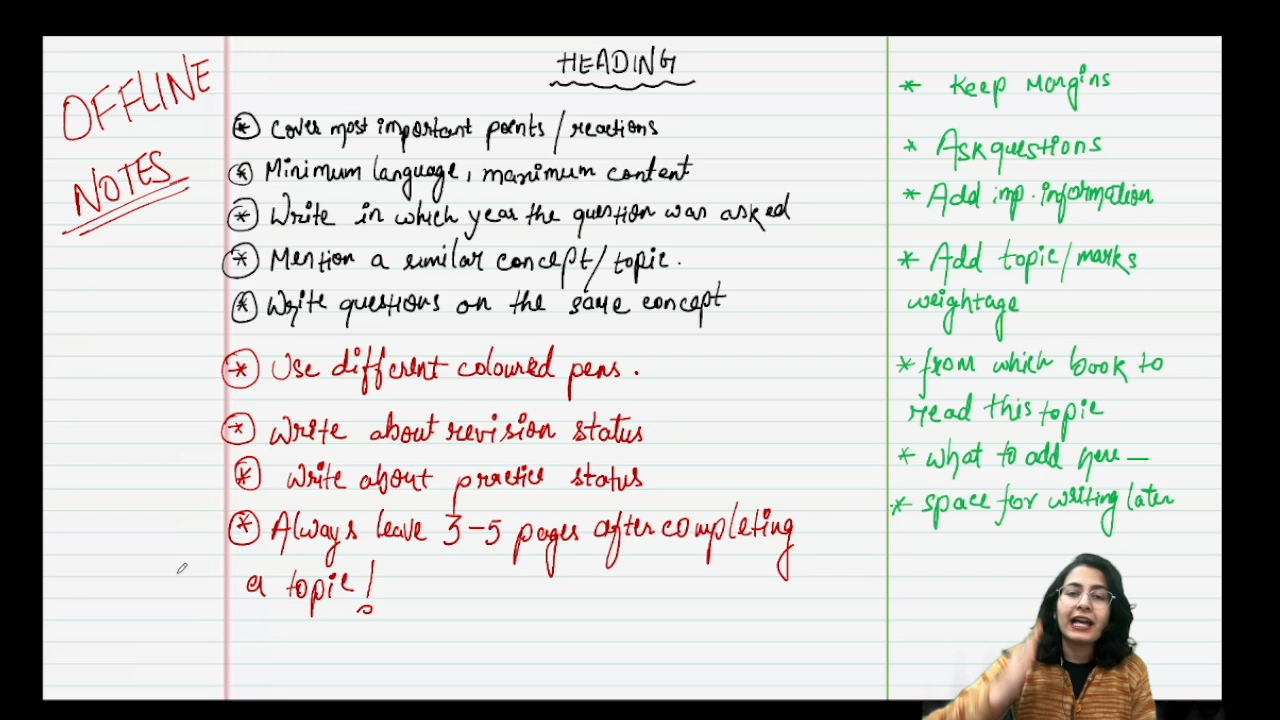 OFFLINE
NOTES
HEADING
* Cover most important points/reactions
* Minimum language, maximum content
* Write in which year the question was asked
* Mention a similar concept/topic.
* Write questions on the same concept
* Use different coloured pens.
* Write about revision status
* Write about practice status
* Always leave 3-5 pages after completing
a topic!
* Keep Margins
* Ask questions
* Add imp. information
* Add topic/marks
weightage
* from which book to
read this topic
* what to add here —
* space for writing later